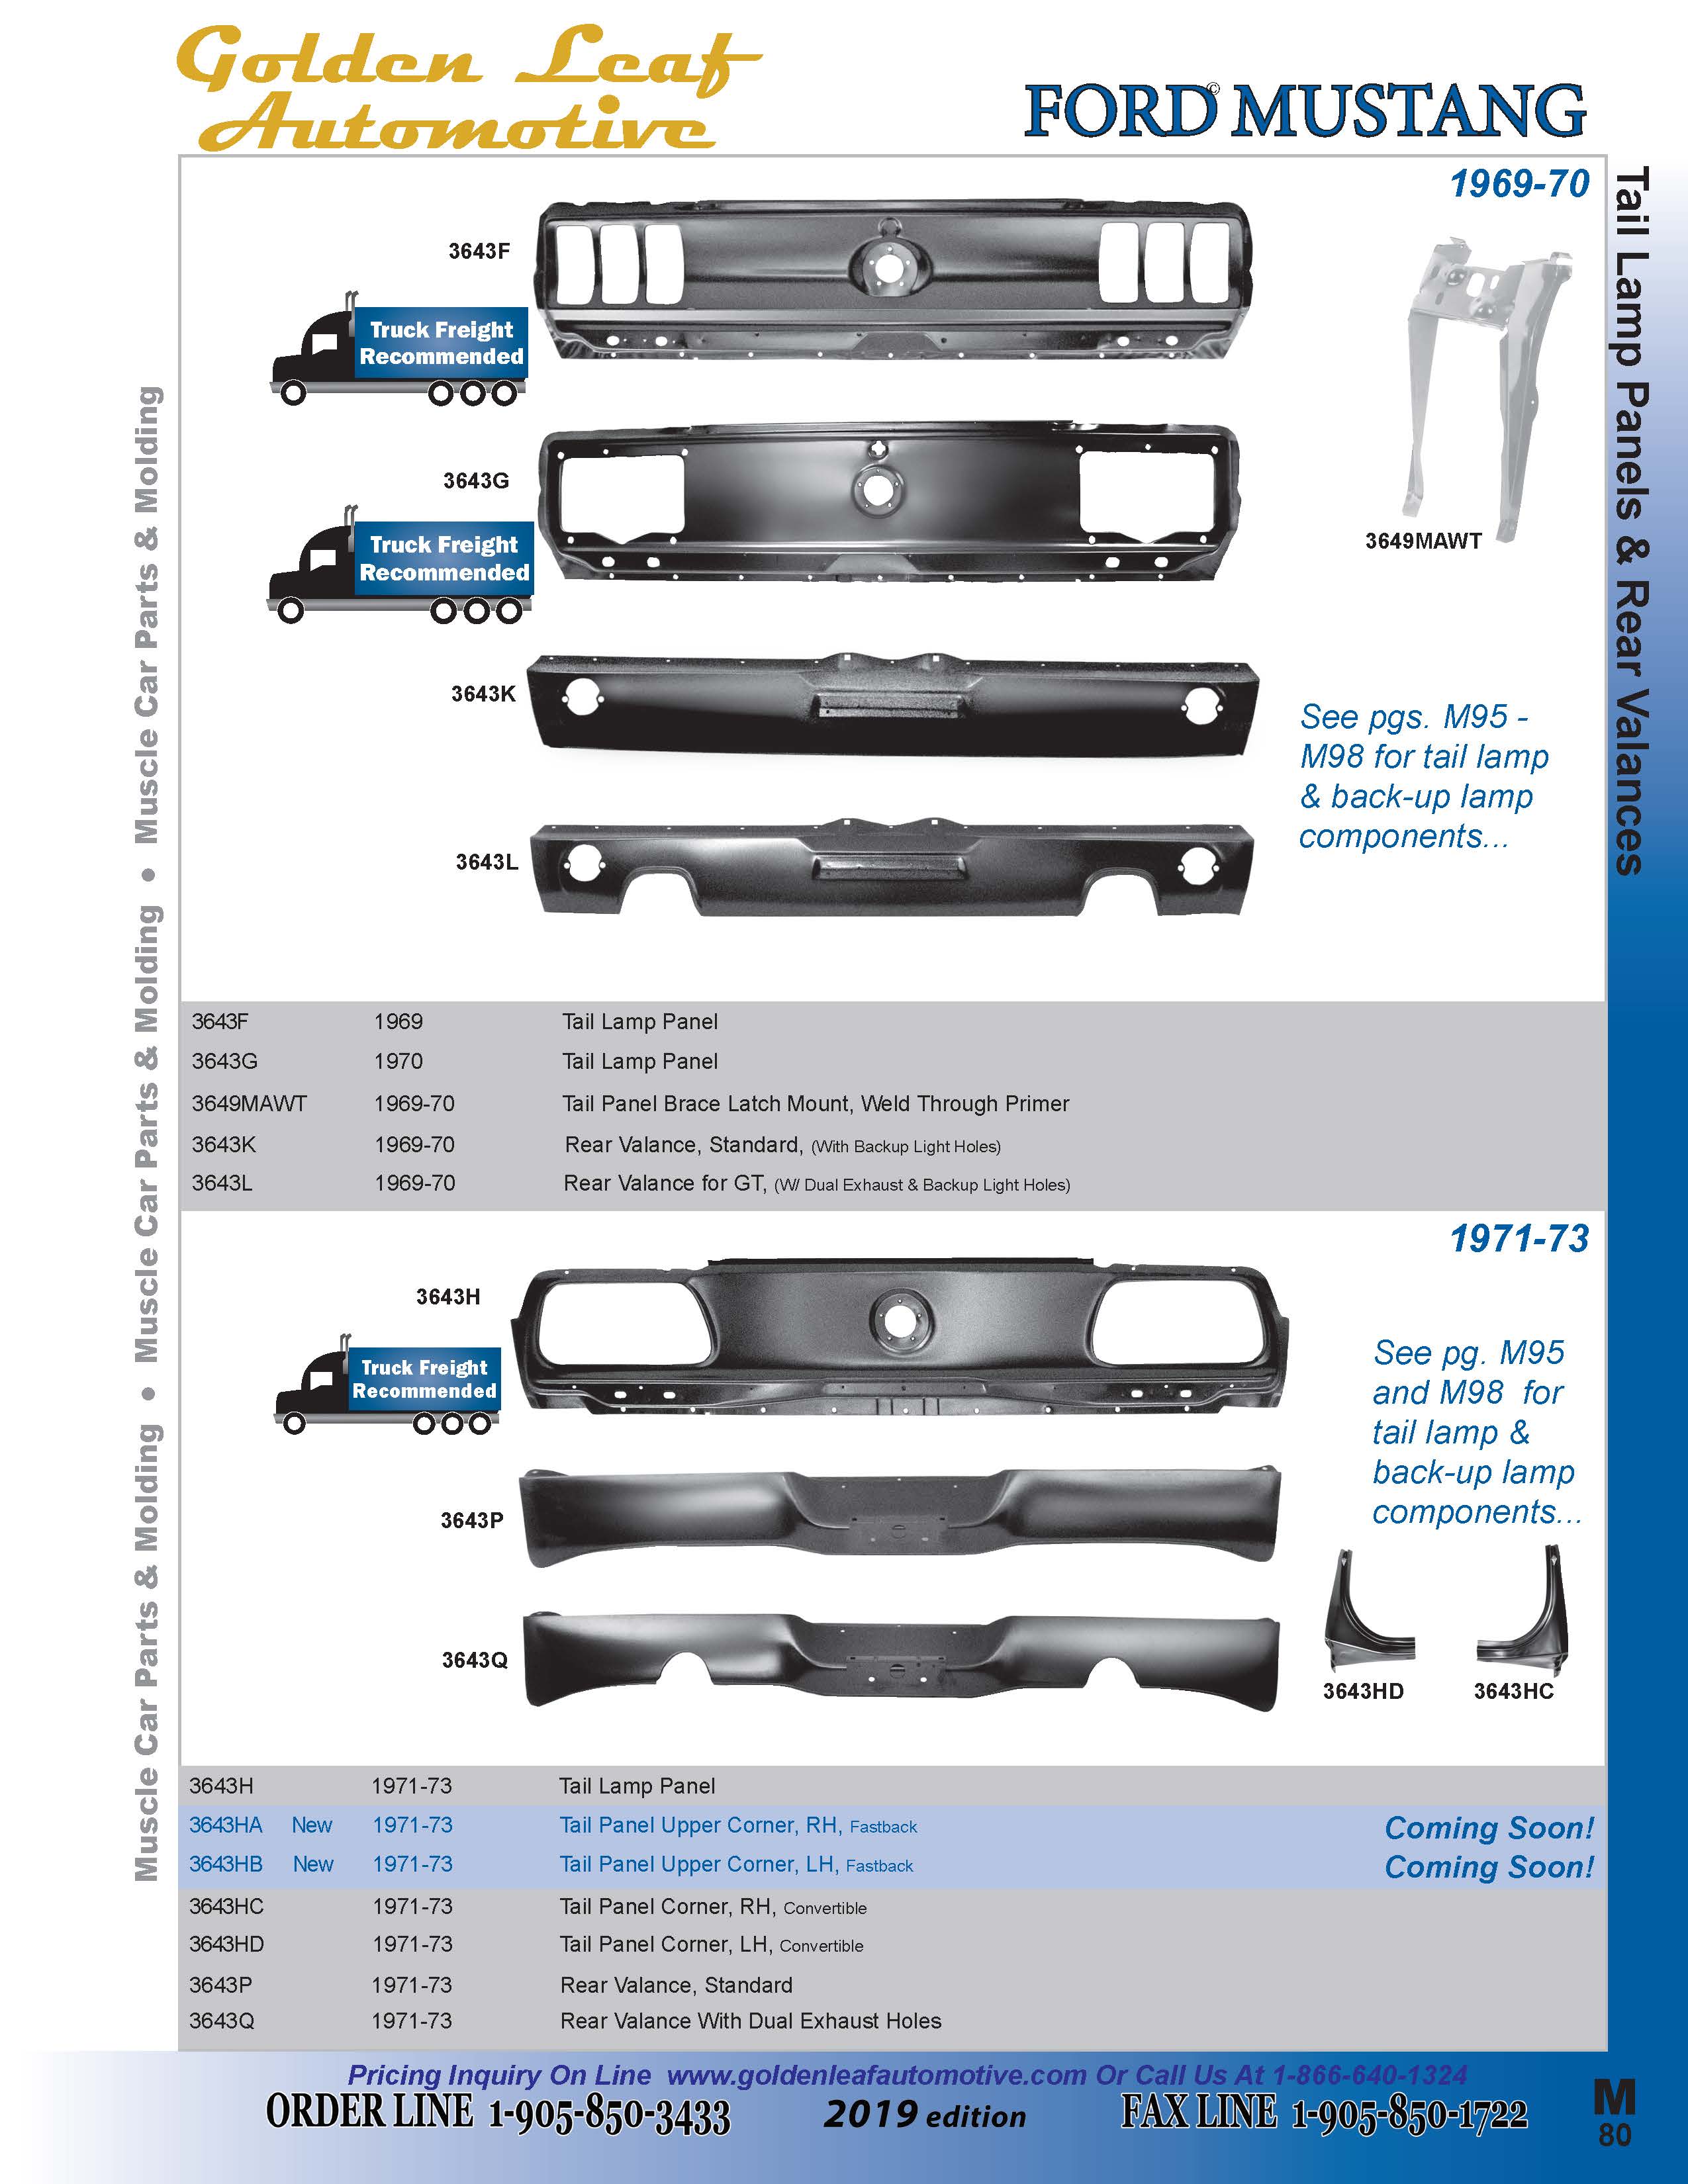 Golden Leaf
Automotive
FORD© MUSTANG
Tail Lamp Panels & Rear Valances
Muscle Car Parts & Molding • Muscle Car Parts & Molding • Muscle Car Parts & Molding
1969-70
3643F
Truck Freight
Recommended
3643G
Truck Freight
Recommended
3649MAWT
3643K
See pgs. M95 -
M98 for tail lamp
& back-up lamp
components...
3643L
3643F 1969 Tail Lamp Panel
3643G 1970 Tail Lamp Panel
3649MAWT 1969-70 Tail Panel Brace Latch Mount, Weld Through Primer
3643K 1969-70 Rear Valance, Standard, (With Backup Light Holes)
3643L 1969-70 Rear Valance for GT, (W/ Dual Exhaust & Backup Light Holes)
1971-73
3643H
Truck Freight
Recommended
See pg. M95
and M98 for
tail lamp &
back-up lamp
components...
3643P
3643Q
3643HD 3643HC
3643H 1971-73 Tail Lamp Panel
3643HA New 1971-73 Tail Panel Upper Corner, RH, Fastback Coming Soon!
3643HB New 1971-73 Tail Panel Upper Corner, LH, Fastback Coming Soon!
3643HC 1971-73 Tail Panel Corner, RH, Convertible
3643HD 1971-73 Tail Panel Corner, LH, Convertible
3643P 1971-73 Rear Valance, Standard
3643Q 1971-73 Rear Valance With Dual Exhaust Holes
Pricing Inquiry On Line www.goldenleafautomotive.com Or Call Us At 1-866-640-1324
ORDER LINE 1-905-850-3433 2019 edition FAX LINE 1-905-850-1722
M
80